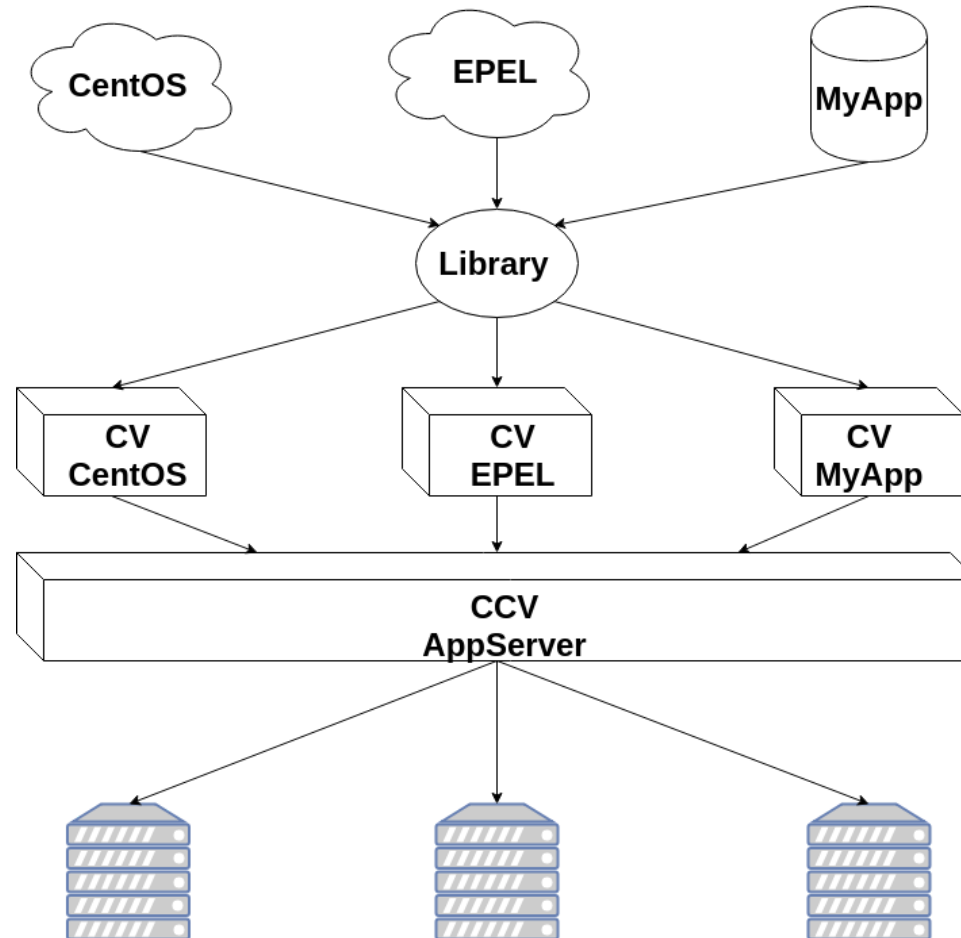 CentOS
EPEL
MyApp
Library
CV
CentOS
CV
EPEL
CV
MyApp
CCV
AppServer